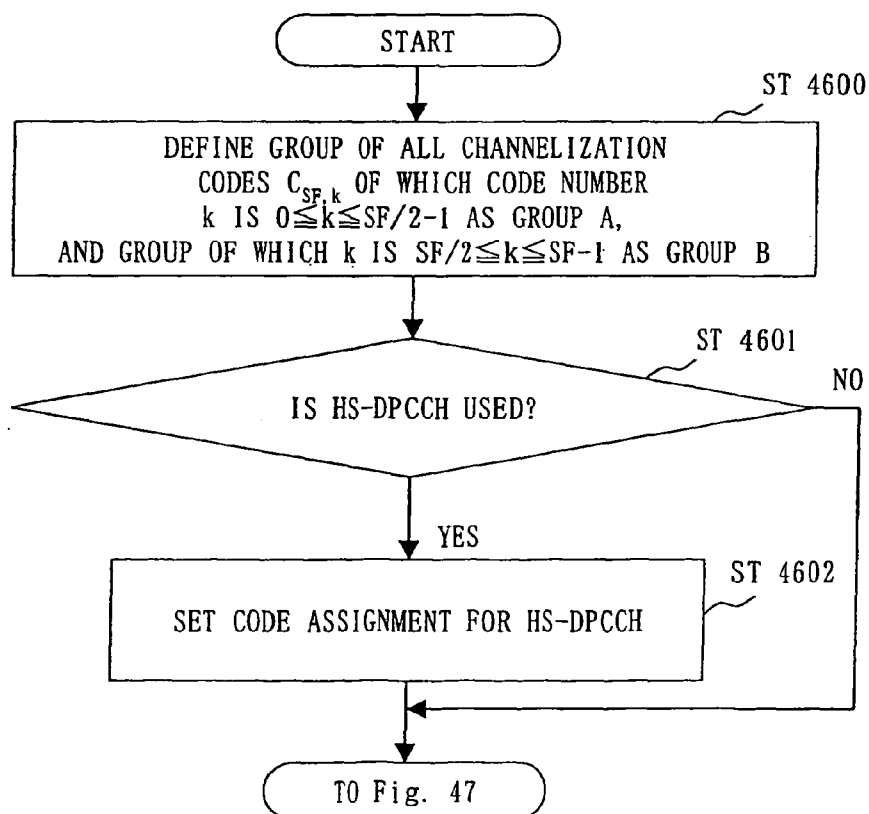 START
ST 4600
DEFINE GROUP OF ALL CHANNELIZATION
CODES C_SF,k OF WHICH CODE NUMBER
k IS 0≦k≦SF/2-1 AS GROUP A,
AND GROUP OF WHICH k IS SF/2≦k≦SF-1 AS GROUP B
ST 4601
NO
IS HS-DPCCH USED?
YES
ST 4602
SET CODE ASSIGNMENT FOR HS-DPCCH
TO Fig. 47